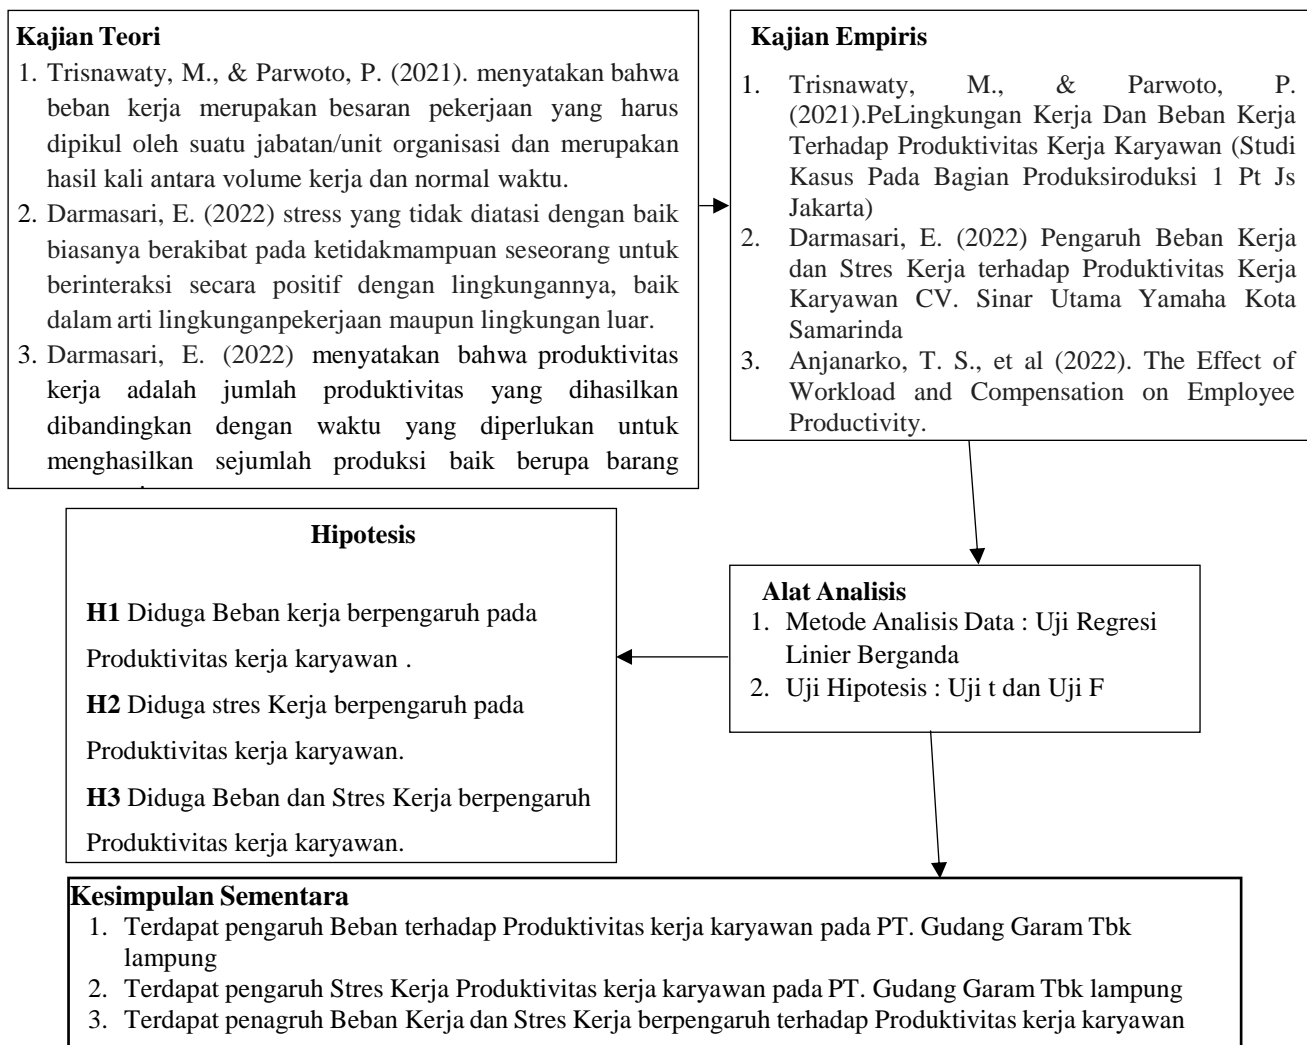 Kajian Teori
1. Trisnawaty, M., & Parwoto, P. (2021). menyatakan bahwa
beban kerja merupakan besaran pekerjaan yang harus
dipikul oleh suatu jabatan/unit organisasi dan merupakan
hasil kali antara volume kerja dan normal waktu.
2. Darmasari, E. (2022) stress yang tidak diatasi dengan baik
biasanya berakibat pada ketidakmampuan seseorang untuk
berinteraksi secara positif dengan lingkungannya, baik
dalam arti lingkunganpekerjaan maupun lingkungan luar.
3. Darmasari, E. (2022) menyatakan bahwa produktivitas
kerja adalah jumlah produktivitas yang dihasilkan
dibandingkan dengan waktu yang diperlukan untuk
menghasilkan sejumlah produksi baik berupa barang
Kajian Empiris
1. Trisnawaty, M., & Parwoto, P.
(2021).PeLingkungan Kerja Dan Beban Kerja
Terhadap Produktivitas Kerja Karyawan (Studi
Kasus Pada Bagian Produksiroduksi 1 Pt Js
Jakarta)
2. Darmasari, E. (2022) Pengaruh Beban Kerja
dan Stres Kerja terhadap Produktivitas Kerja
Karyawan CV. Sinar Utama Yamaha Kota
Samarinda
3. Anjanarko, T. S., et al (2022). The Effect of
Workload and Compensation on Employee
Productivity.
Hipotesis
H1 Diduga Beban kerja berpengaruh pada
Produktivitas kerja karyawan .
H2 Diduga stres Kerja berpengaruh pada
Produktivitas kerja karyawan.
H3 Diduga Beban dan Stres Kerja berpengaruh
Produktivitas kerja karyawan.
Alat Analisis
1. Metode Analisis Data : Uji Regresi
Linier Berganda
2. Uji Hipotesis : Uji t dan Uji F
Kesimpulan Sementara
1. Terdapat pengaruh Beban terhadap Produktivitas kerja karyawan pada PT. Gudang Garam Tbk
lampung
2. Terdapat pengaruh Stres Kerja Produktivitas kerja karyawan pada PT. Gudang Garam Tbk lampung
3. Terdapat penagruh Beban Kerja dan Stres Kerja berpengaruh terhadap Produktivitas kerja karyawan